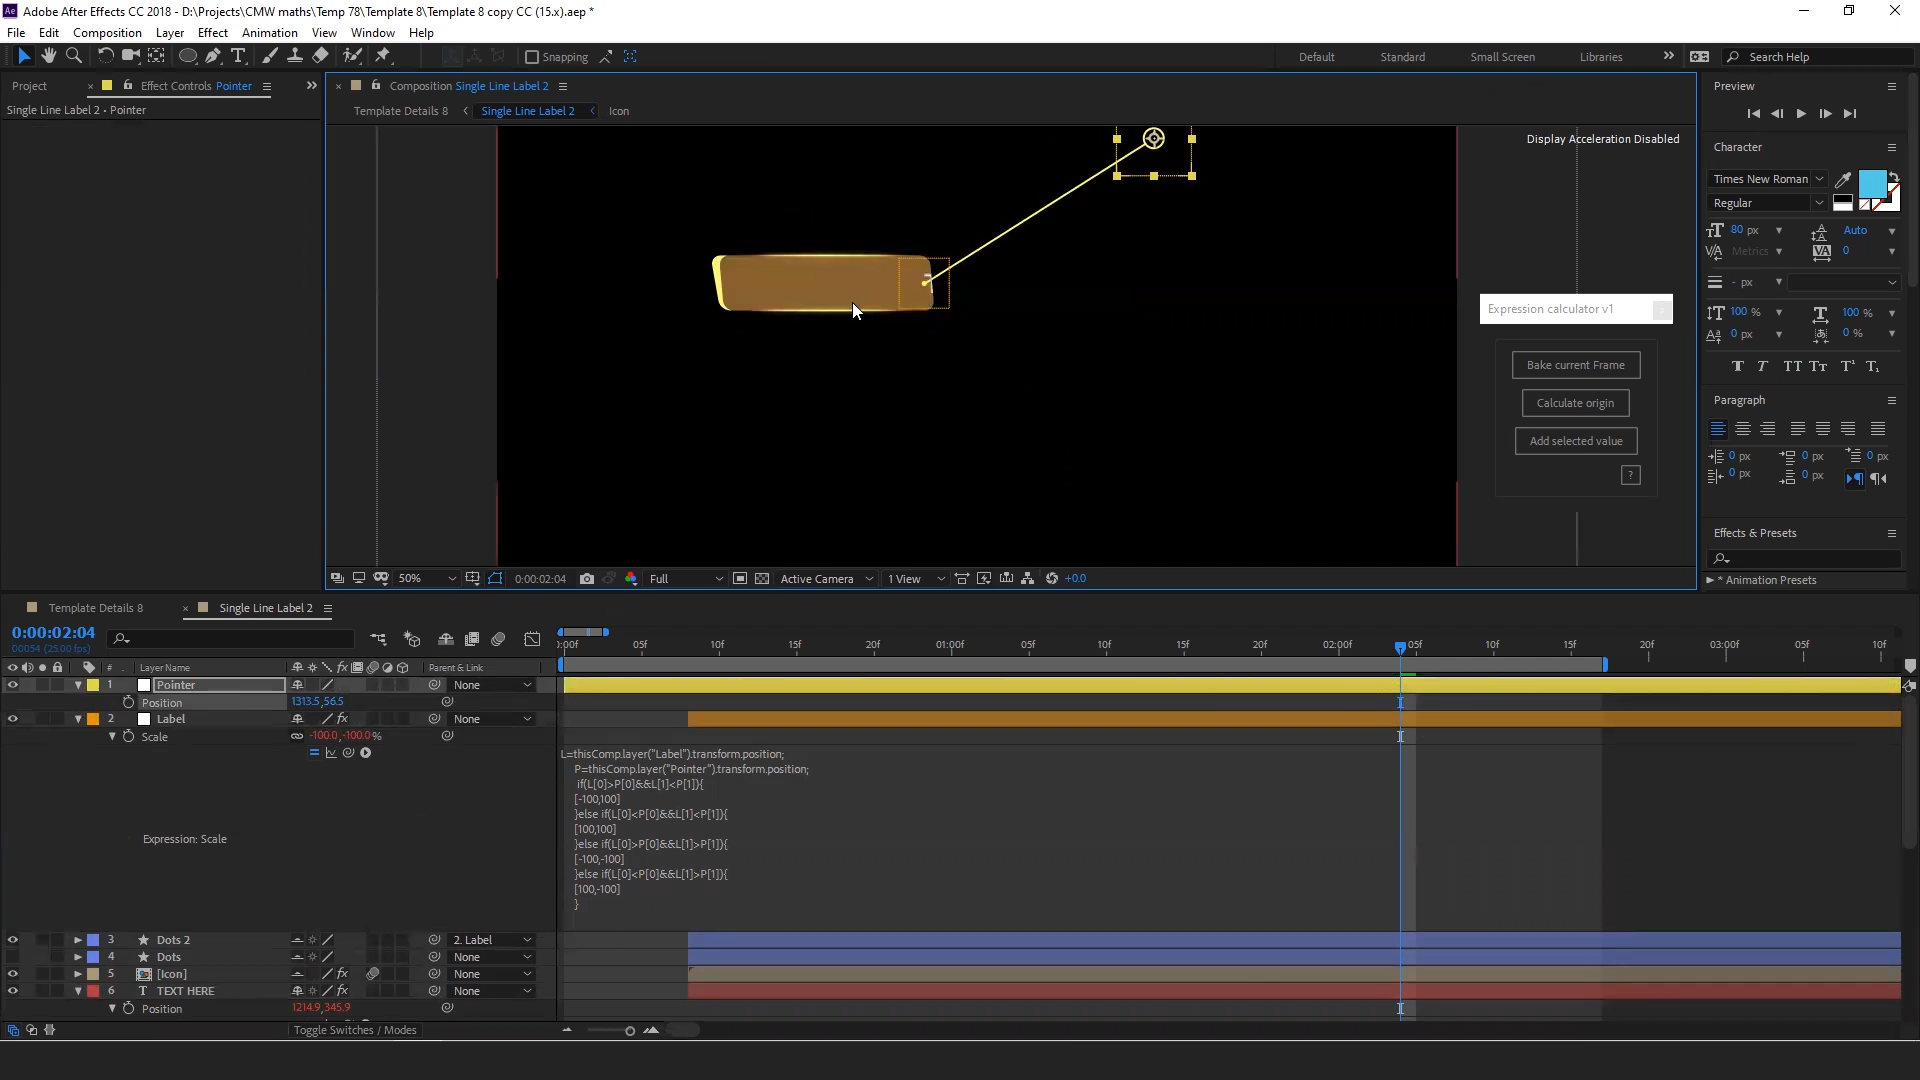 Ae Adobe After Effects CC 2018 - D:\Projects\CMW maths\Temp 78\Template 8\Template 8 copy CC (15.x).aep *
File Edit Composition Layer Effect Animation View Window Help
Snapping Default Standard Small Screen Libraries Search Help
Project Effect Controls Pointer
Single Line Label 2 • Pointer
Composition Single Line Label 2
Template Details 8 Single Line Label 2 Icon
Display Acceleration Disabled
Expression calculator v1
Bake current Frame
Calculate origin
Add selected value
?
50% 0:00:02:04 Full Active Camera 1 View +0.0
Preview
Character
Times New Roman
Regular
80 px Auto
Metrics 0
- px
100 % 100 %
0 px 0 %
T T TT Tт T¹ T₁
Paragraph
0 px 0 px 0 px
0 px 0 px
Effects & Presets
* Animation Presets
Template Details 8 Single Line Label 2
0:00:02:04
00054 (25.00 fps)
:00f 05f 10f 15f 20f 01:00f 05f 10f 15f 20f 02:00f 05f 10f 15f 20f 03:00f 05f 10f
# Layer Name Parent & Link
1 Pointer None
Position 1313.5,56.5
2 Label None
Scale -100.0,-100.0%
L=thisComp.layer("Label").transform.position;
P=thisComp.layer("Pointer").transform.position;
if(L[0]>P[0]&&L[1]<P[1]){
[-100,100]
}else if(L[0]<P[0]&&L[1]<P[1]){
[100,100]
}else if(L[0]>P[0]&&L[1]>P[1]){
[-100,-100]
}else if(L[0]<P[0]&&L[1]>P[1]){
[100,-100]
}
Expression: Scale
3 Dots 2 2. Label
4 Dots None
5 [Icon] None
6 TEXT HERE None
Position 1214.9,345.9
Toggle Switches / Modes